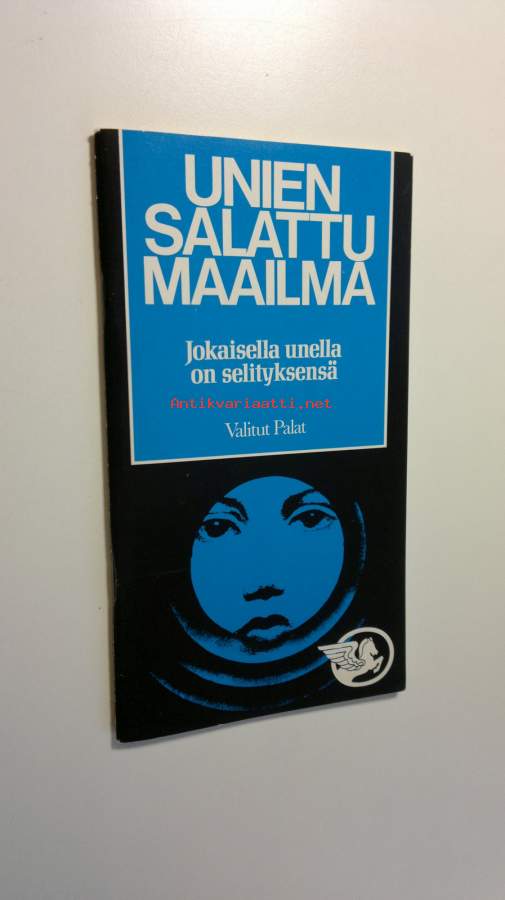 UNIEN
SALATTU
MAAILMA
Jokaisella unella
on selityksensä
Antikvariaatti.net
Valitut Palat